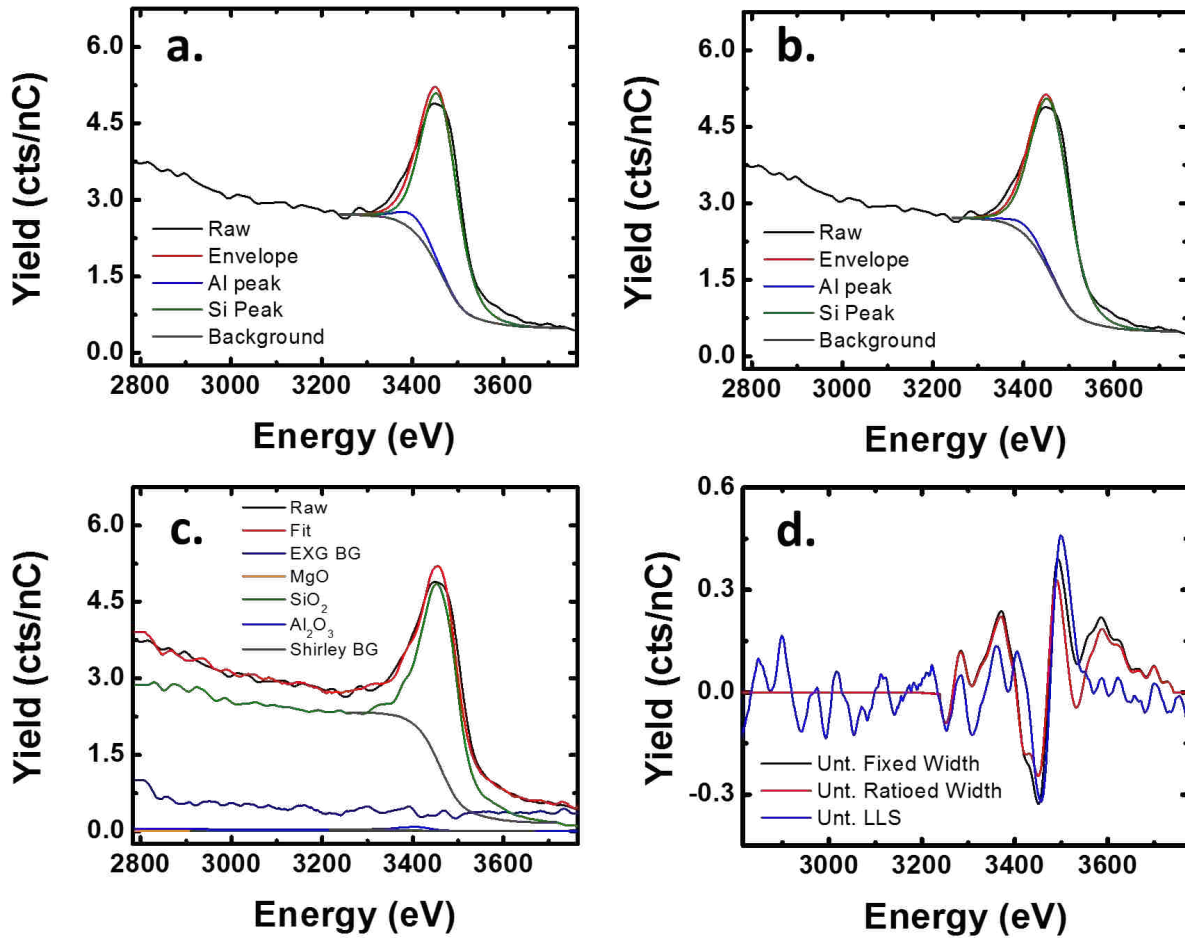 a.
Yield (cts/nC)
6.0
4.5
3.0
1.5
0.0
Raw
Envelope
Al peak
Si Peak
Background
2800 3000 3200 3400 3600
Energy (eV)
b.
Yield (cts/nC)
6.0
4.5
3.0
1.5
0.0
Raw
Envelope
Al peak
Si Peak
Background
2800 3000 3200 3400 3600
Energy (eV)
c.
Yield (cts/nC)
6.0
4.5
3.0
1.5
0.0
Raw
Fit
EXG BG
MgO
SiO₂
Al₂O₃
Shirley BG
2800 3000 3200 3400 3600
Energy (eV)
d.
Yield (cts/nC)
0.6
0.3
0.0
-0.3
Unt. Fixed Width
Unt. Ratioed Width
Unt. LLS
3000 3200 3400 3600
Energy (eV)